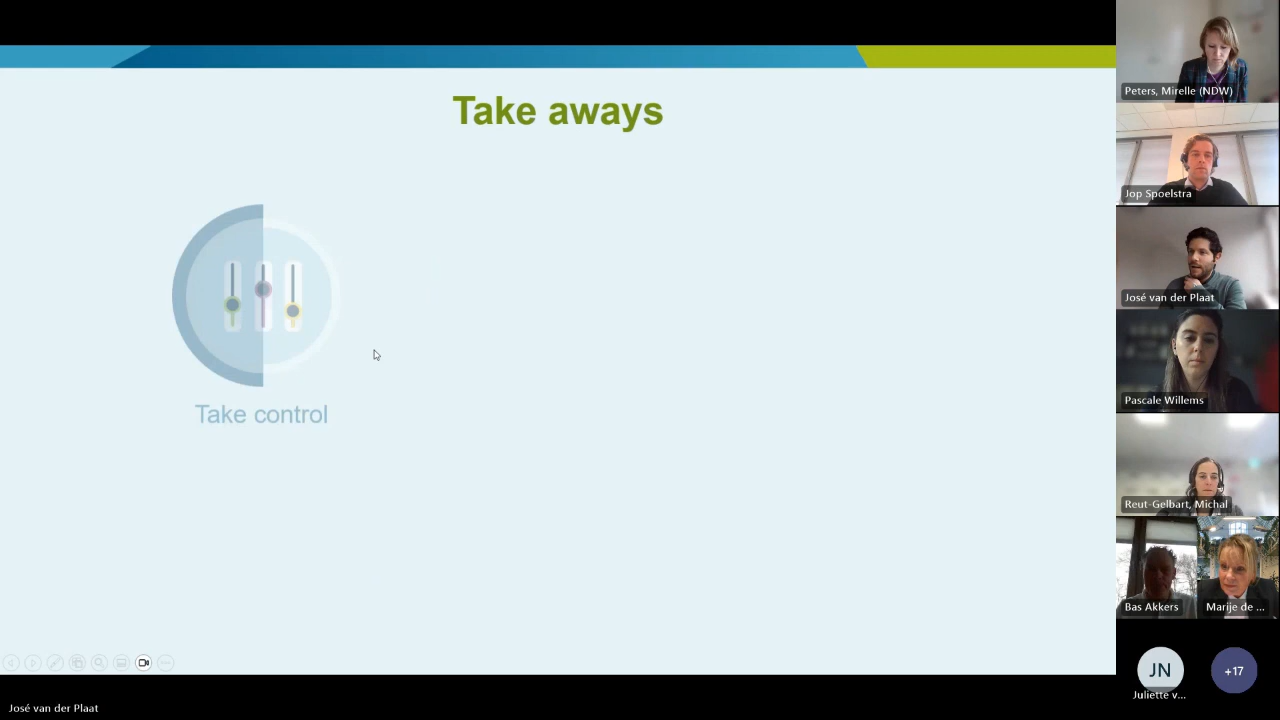 Take aways
Take control
José van der Plaat
Peters, Mirelle (NDW)
Jop Spoelstra
José van der Plaat
Pascale Willems
Reut-Gelbart, Michal
Bas Akkers
Marije de ...
JN
Juliette v...
+17